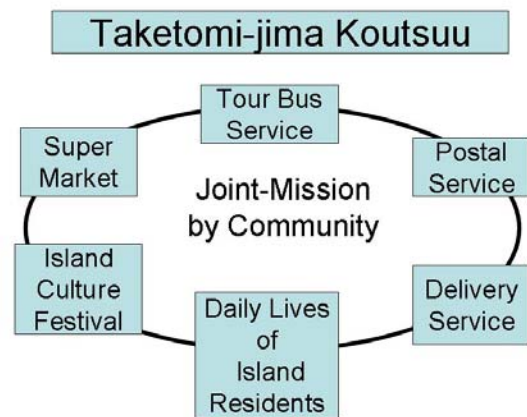 Taketomi-jima Koutsuu
Tour Bus
Service
Super
Market
Postal
Service
Joint-Mission
by Community
Island
Culture
Festival
Delivery
Service
Daily Lives
of
Island
Residents